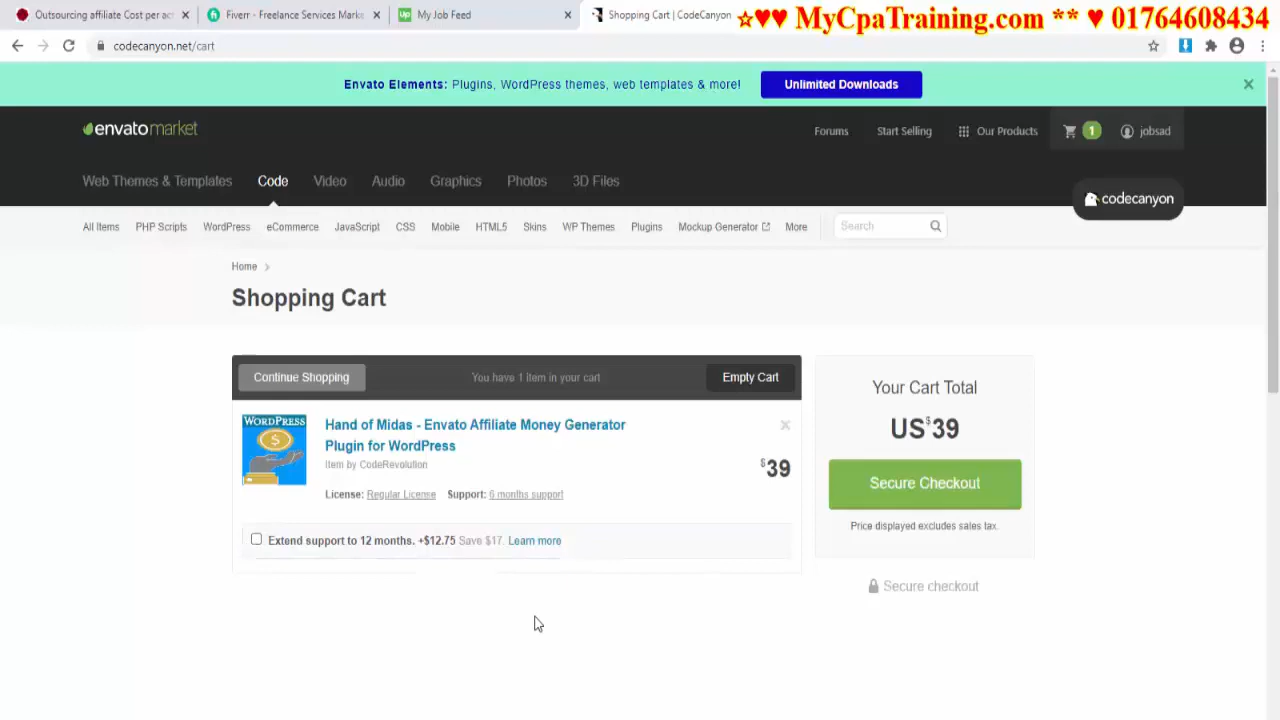 Outsourcing affiliate Cost per ac
Fiverr - Freelance Services Marke
My Job Feed
Shopping Cart | CodeCanyon
☆♥♥ MyCpaTraining.com ** ♥ 01764608434
codecanyon.net/cart
Envato Elements: Plugins, WordPress themes, web templates & more!
Unlimited Downloads
envatomarket
Forums
Start Selling
Our Products
1
jobsad
Web Themes & Templates
Code
Video
Audio
Graphics
Photos
3D Files
codecanyon
All Items
PHP Scripts
WordPress
eCommerce
JavaScript
CSS
Mobile
HTML5
Skins
WP Themes
Plugins
Mockup Generator
More
Search
Home
Shopping Cart
Continue Shopping
You have 1 item in your cart
Empty Cart
WORDPRESS
Hand of Midas - Envato Affiliate Money Generator
Plugin for WordPress
Item by CodeRevolution
$39
License: Regular License Support: 6 months support
Extend support to 12 months. +$12.75 Save $17. Learn more
Your Cart Total
US$39
Secure Checkout
Price displayed excludes sales tax.
Secure checkout